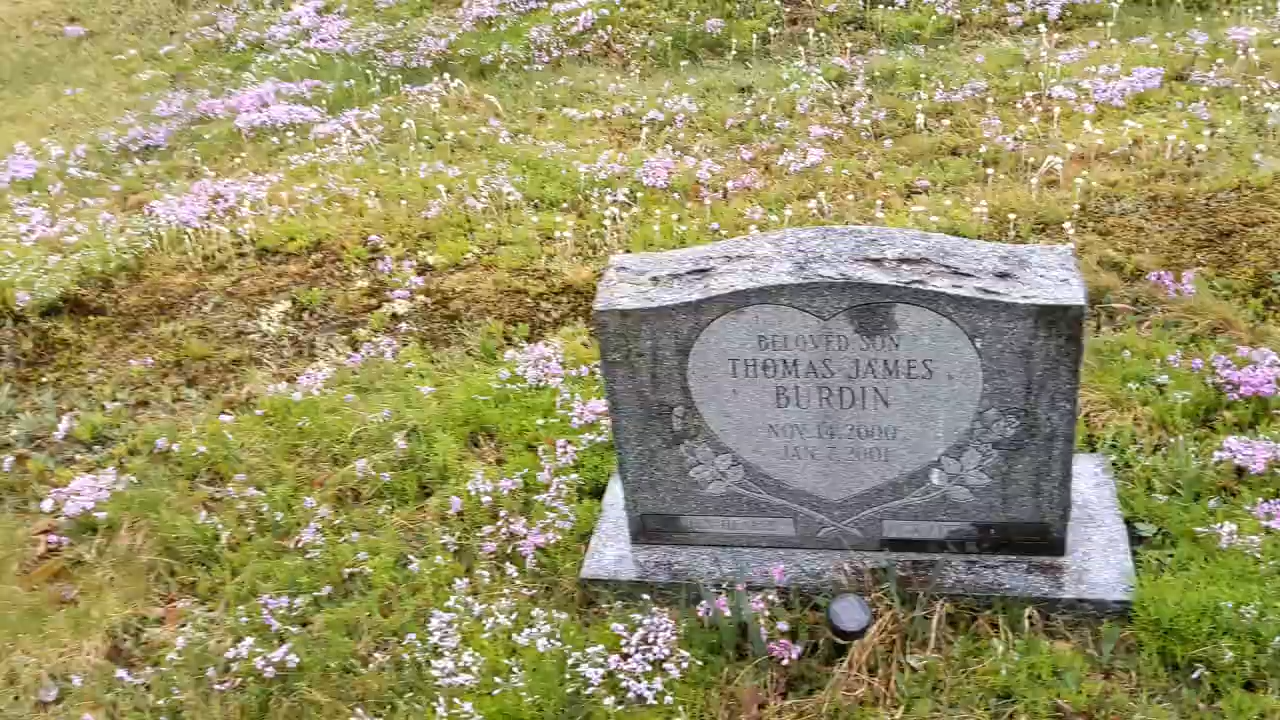 BELOVED SON
THOMAS JAMES
BURDIN
NOV. 14, 2000
JAN. 7, 2001